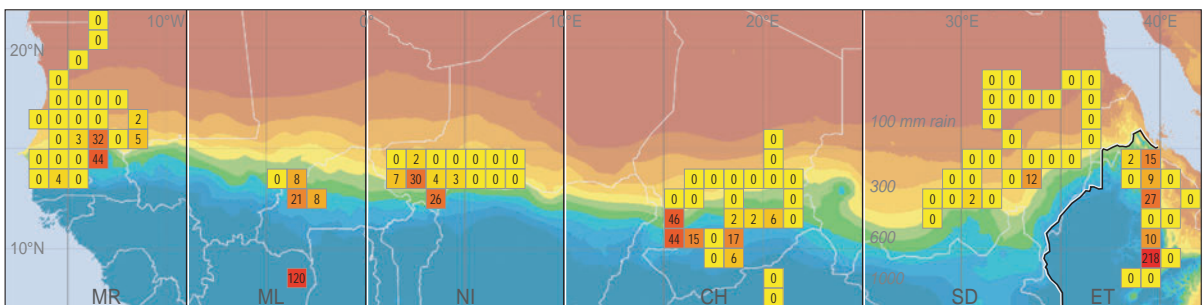 0 10°W 0° 10°E 20°E 30°E 40°E
0
20°N
0
0 0 0 0 0
0 0 0 0 0 0 0 0 0
0 0 0 0 2 100 mm rain 0 0
0 3 32 0 5 0 0 0
0 0 0 44 0 2 0 0 0 0 0 0 0 0 0 0 0 2 15
0 4 0 0 8 7 30 4 3 0 0 0 0 0 0 0 0 0 0 300 0 0 0 12 0 9 0
21 8 26 0 0 0 0 0 2 0 27 0
46 2 2 6 0 0 0 0
44 15 0 17 600 10
10°N
0 6 218 0
120 0 1000 0 0
0
MR ML NI CH SD ET